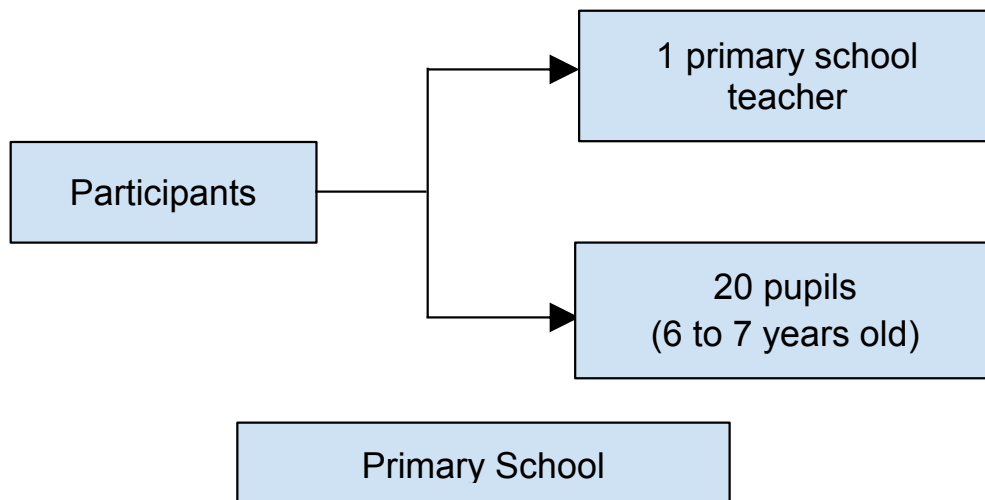 1 primary school
teacher
Participants
20 pupils
(6 to 7 years old)
Primary School